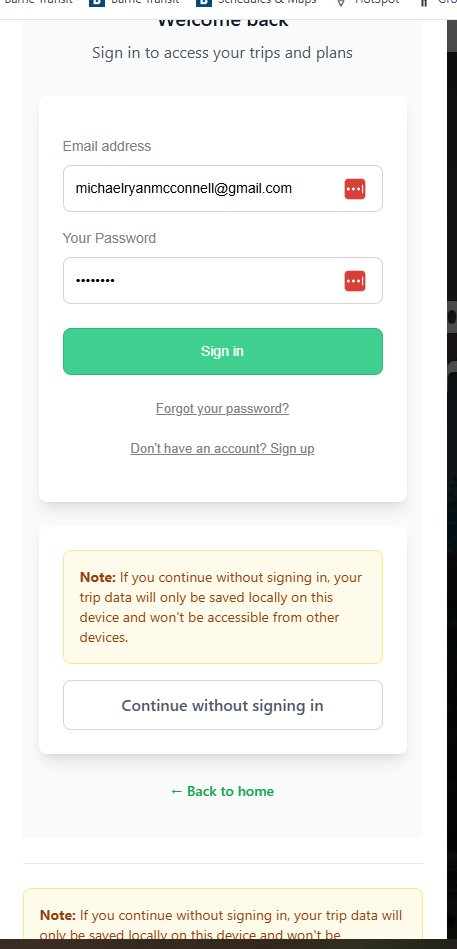 Barrie Transit B Barrie Transit B Schedules & Maps HotSpot
Welcome back
Sign in to access your trips and plans
Email address
michaelryanmcconnell@gmail.com
Your Password
••••••••
Sign in
Forgot your password?
Don't have an account? Sign up
Note: If you continue without signing in, your
trip data will only be saved locally on this
device and won't be accessible from other
devices.
Continue without signing in
← Back to home
Note: If you continue without signing in, your trip data will
only be saved locally on this device and won't be